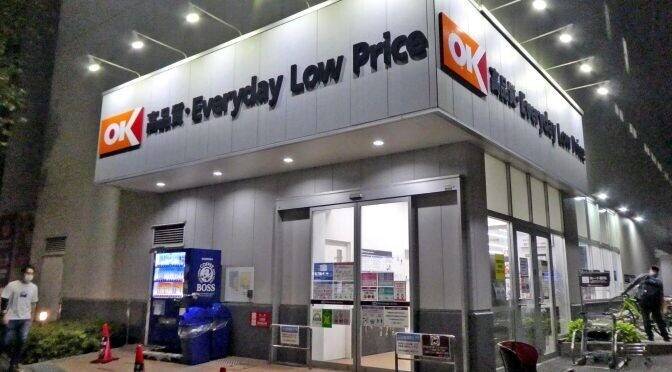 OK 高品質・Everyday Low Price
OK 高品質・Everyday Low Price
BOSS